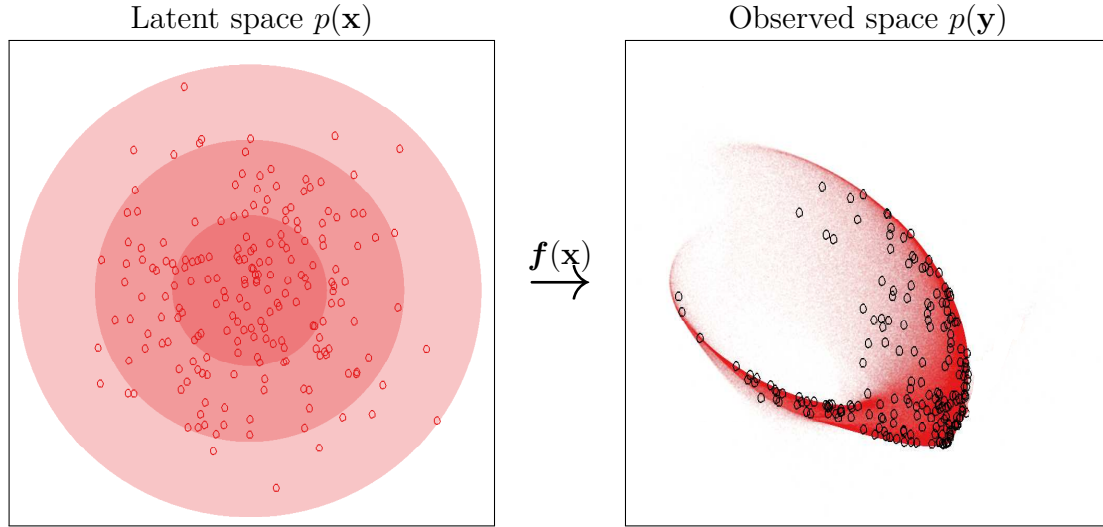 Latent space p(x)
Observed space p(y)
f(x)